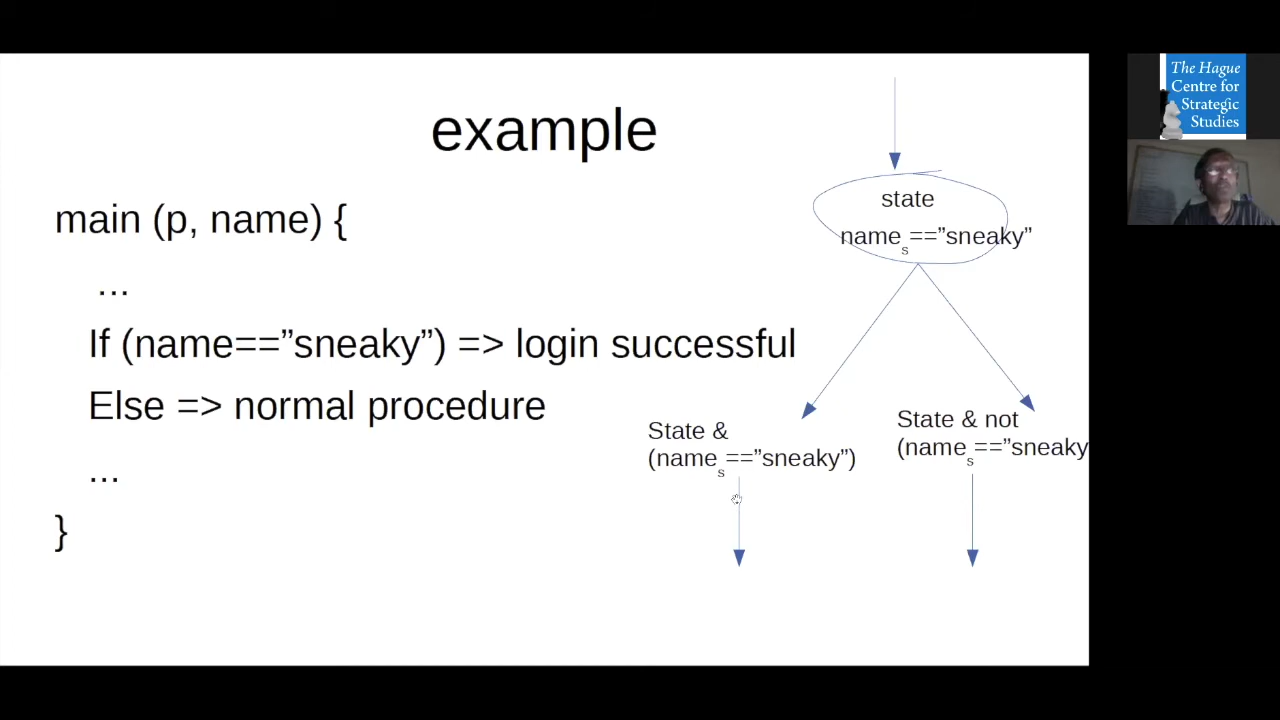 example
main (p, name) {
...
If (name==”sneaky”) => login successful
Else => normal procedure
...
}
state
names==”sneaky”
State &
(names==”sneaky”)
State & not
(names==”sneaky
The Hague
Centre for
Strategic
Studies